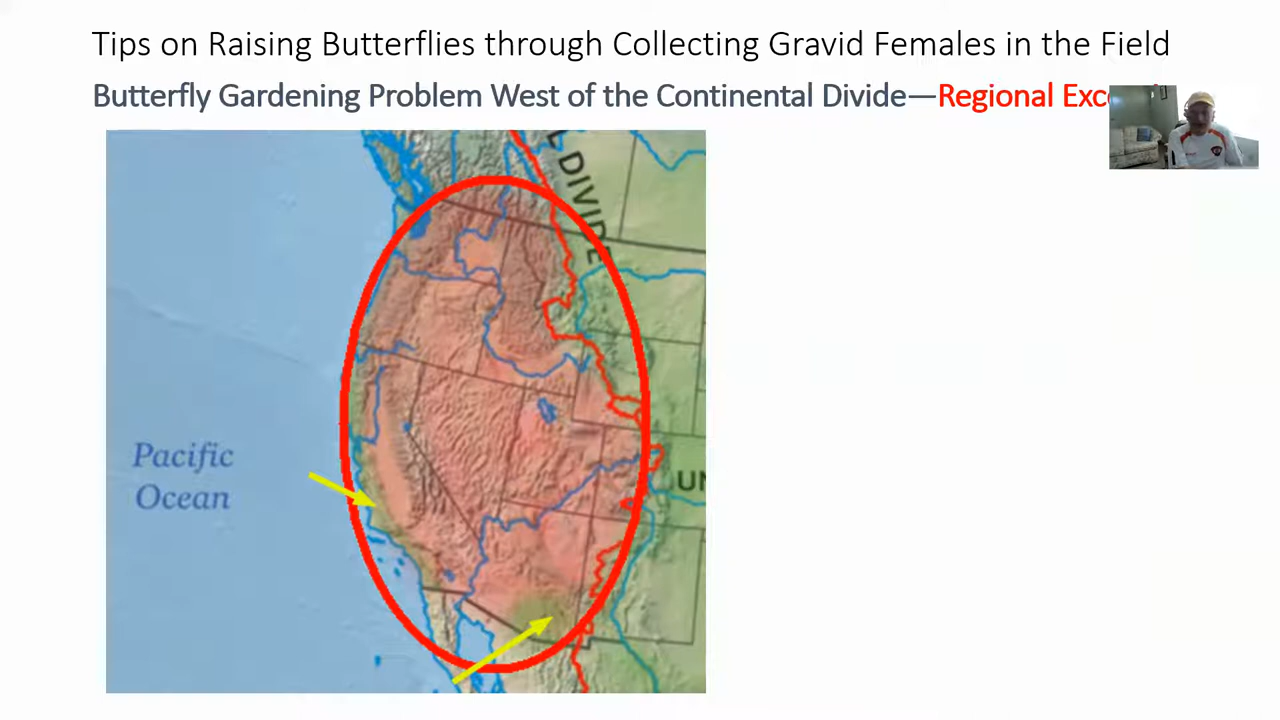 Tips on Raising Butterflies through Collecting Gravid Females in the Field
Butterfly Gardening Problem West of the Continental Divide—Regional
L DIVIDE
Pacific
Ocean
UN